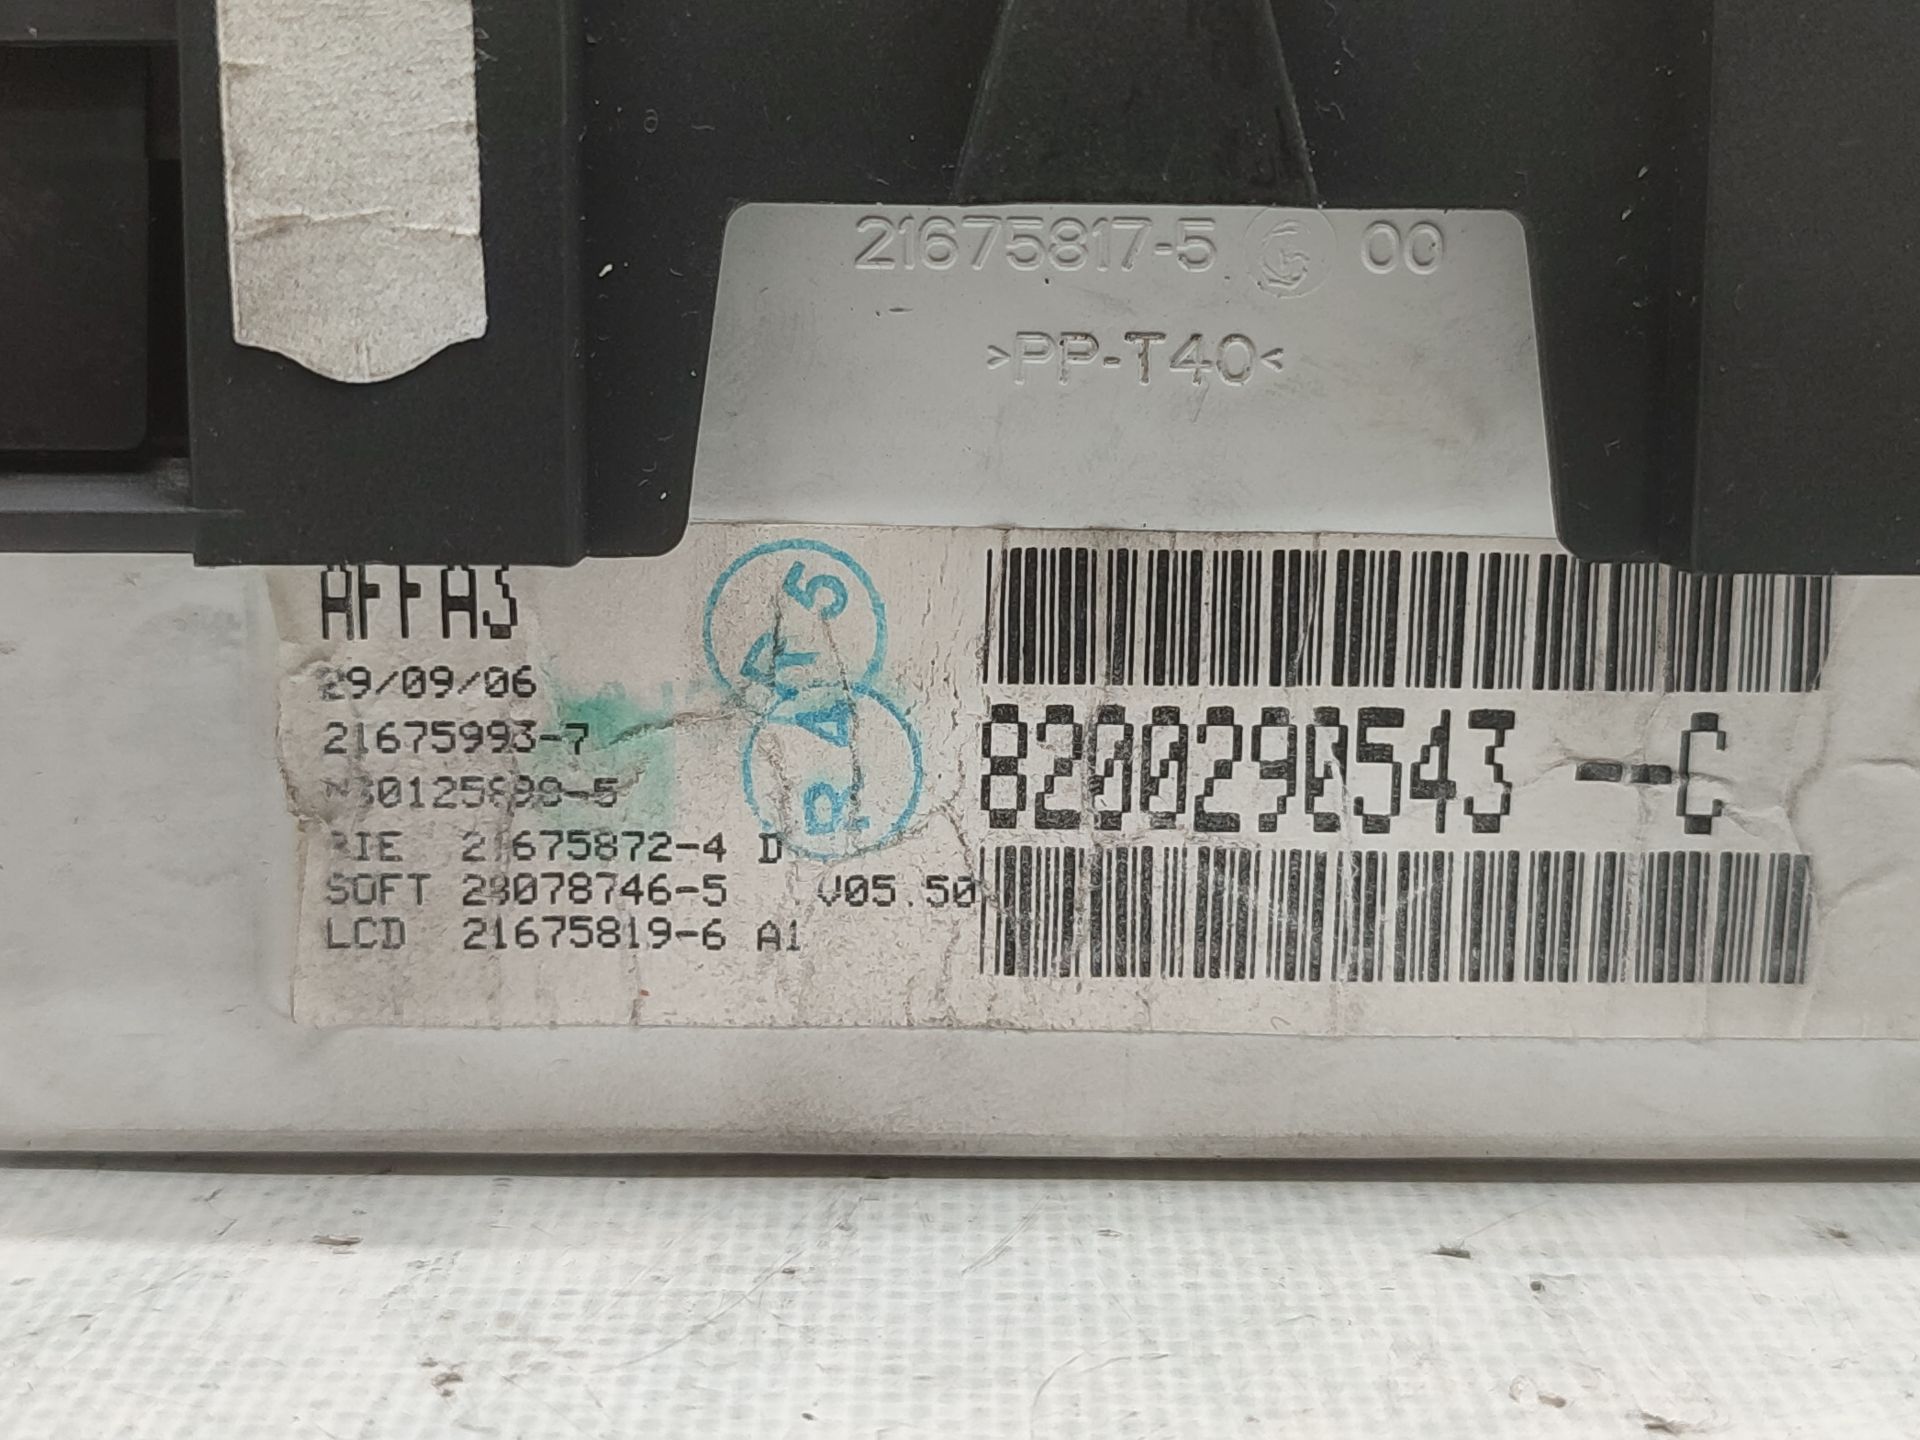 21675817-5 00
>PP-T40<
AFFA3
29/09/06
21675993-7
8200290543 --C
21675872-4 D
SOFT 28078746-5 V05.50
LCD 21675819-6 A1